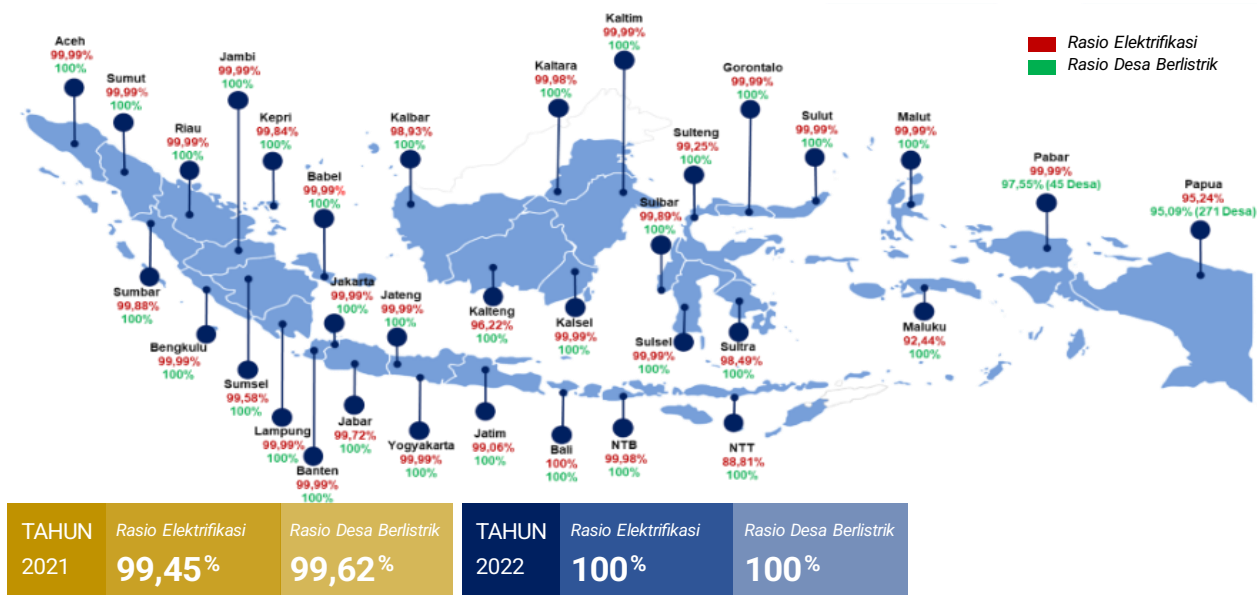 Rasio Elektrifikasi
Rasio Desa Berlistrik
Aceh
99,99%
100%
Sumut
99,99%
100%
Riau
99,99%
100%
Jambi
99,99%
100%
Kepri
99,84%
100%
Babel
99,99%
100%
Kalbar
98,93%
100%
Kaltara
99,98%
100%
Kaltim
99,99%
100%
Gorontalo
99,99%
100%
Sulteng
99,25%
100%
Sulut
99,99%
100%
Malut
99,99%
100%
Pabar
99,99%
97,55% (45 Desa)
Papua
95,24%
95,09% (271 Desa)
Sulbar
99,89%
100%
Sumbar
99,88%
100%
Bengkulu
99,99%
100%
Sumsel
99,58%
100%
Lampung
99,99%
100%
Banten
99,99%
100%
Jakarta
99,99%
100%
Jateng
99,99%
100%
Jabar
99,72%
100%
Yogyakarta
99,99%
100%
Jatim
99,06%
100%
Kalteng
96,22%
100%
Kalsel
99,99%
100%
Sulsel
99,99%
100%
Sultra
98,49%
100%
Maluku
92,44%
100%
Bali
100%
100%
NTB
99,98%
100%
NTT
88,81%
100%
TAHUN
2021
Rasio Elektrifikasi
99,45%
Rasio Desa Berlistrik
99,62%
TAHUN
2022
Rasio Elektrifikasi
100%
Rasio Desa Berlistrik
100%